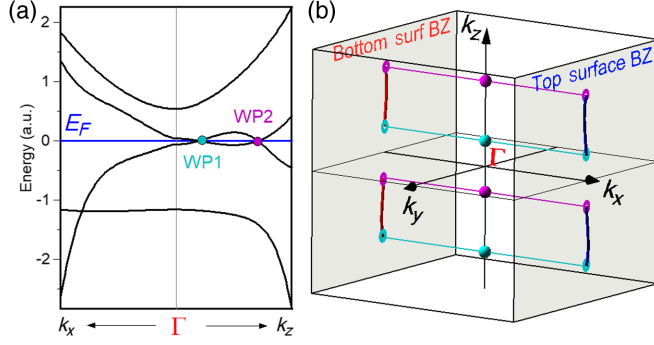 (a)
(b)
2
1
0
-1
-2
Energy (a.u.)
E_F
WP1
WP2
k_x
Γ
k_z
Bottom surf BZ
k_z
Top surface BZ
Γ
k_x
k_y